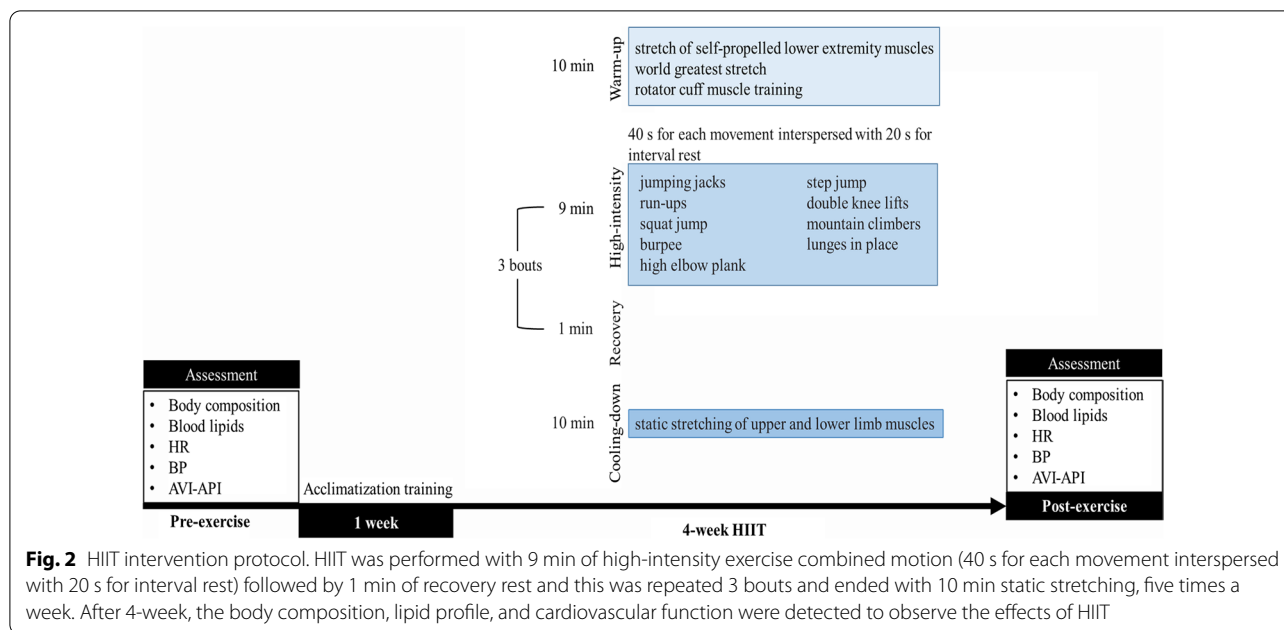 10 min
Warm-up
stretch of self-propelled lower extremity muscles
world greatest stretch
rotator cuff muscle training
40 s for each movement interspersed with 20 s for
interval rest
3 bouts
9 min
High-intensity
jumping jacks
run-ups
squat jump
burpee
high elbow plank
step jump
double knee lifts
mountain climbers
lunges in place
1 min
Recovery
10 min
Cooling-down
static stretching of upper and lower limb muscles
Assessment
• Body composition
• Blood lipids
• HR
• BP
• AVI-API
Pre-exercise
Acclimatization training
1 week
4-week HIIT
Assessment
• Body composition
• Blood lipids
• HR
• BP
• AVI-API
Post-exercise
Fig. 2 HIIT intervention protocol. HIIT was performed with 9 min of high-intensity exercise combined motion (40 s for each movement interspersed
with 20 s for interval rest) followed by 1 min of recovery rest and this was repeated 3 bouts and ended with 10 min static stretching, five times a
week. After 4-week, the body composition, lipid profile, and cardiovascular function were detected to observe the effects of HIIT